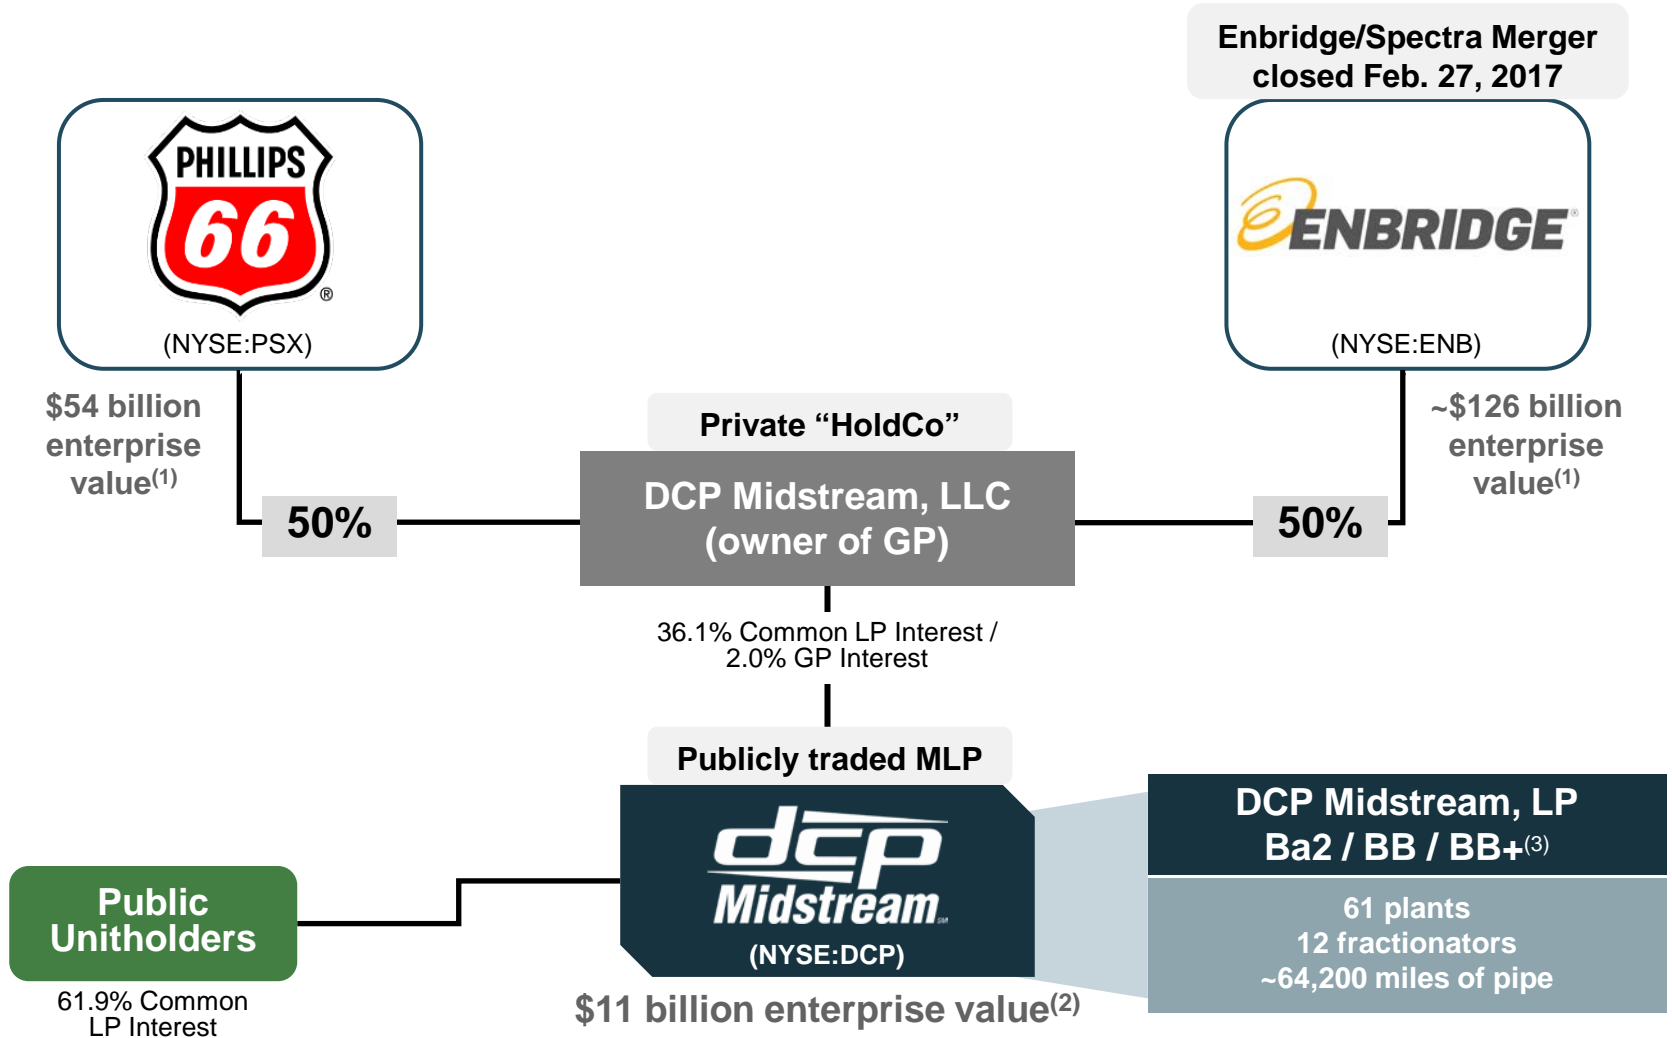 Enbridge/Spectra Merger
closed Feb. 27, 2017
PHILLIPS
66
®
(NYSE:PSX)
ENBRIDGE®
(NYSE:ENB)
$54 billion
enterprise
value(1)
~$126 billion
enterprise
value(1)
Private “HoldCo”
DCP Midstream, LLC
(owner of GP)
50%
50%
36.1% Common LP Interest /
2.0% GP Interest
Publicly traded MLP
dcp
Midstream
(NYSE:DCP)
$11 billion enterprise value(2)
DCP Midstream, LP
Ba2 / BB / BB+(3)
61 plants
12 fractionators
~64,200 miles of pipe
Public
Unitholders
61.9% Common
LP Interest